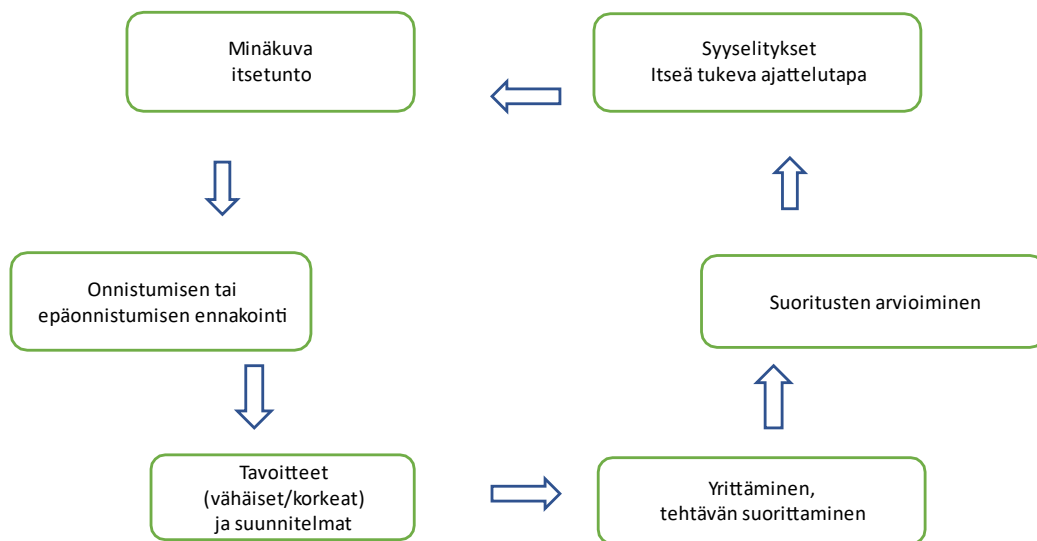 Minäkuva
itsetunto
Syyselitykset
Itseä tukeva ajattelutapa
Onnistumisen tai
epäonnistumisen ennakointi
Suoritusten arvioiminen
Tavoitteet
(vähäiset/korkeat)
ja suunnitelmat
Yrittäminen,
tehtävän suorittaminen